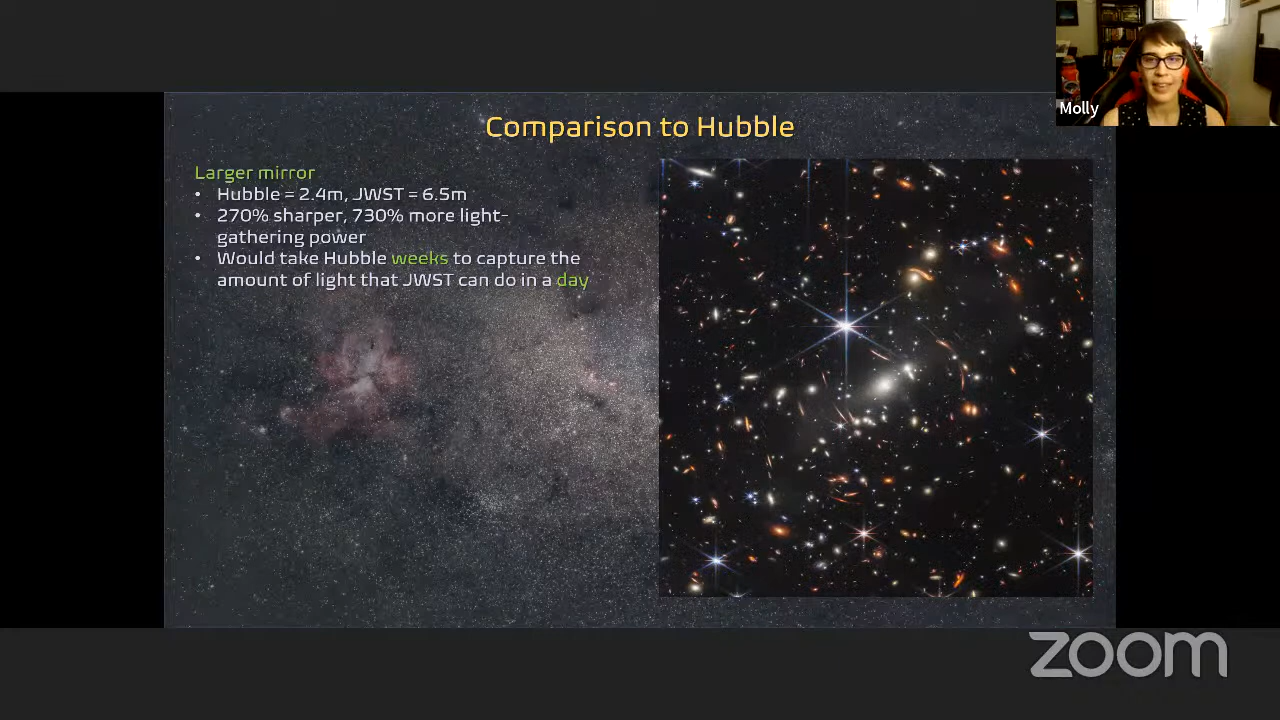 Comparison to Hubble
Molly
Larger mirror
• Hubble = 2.4m, JWST = 6.5m
• 270% sharper, 730% more light-
gathering power
• Would take Hubble weeks to capture the
amount of light that JWST can do in a day
zoom